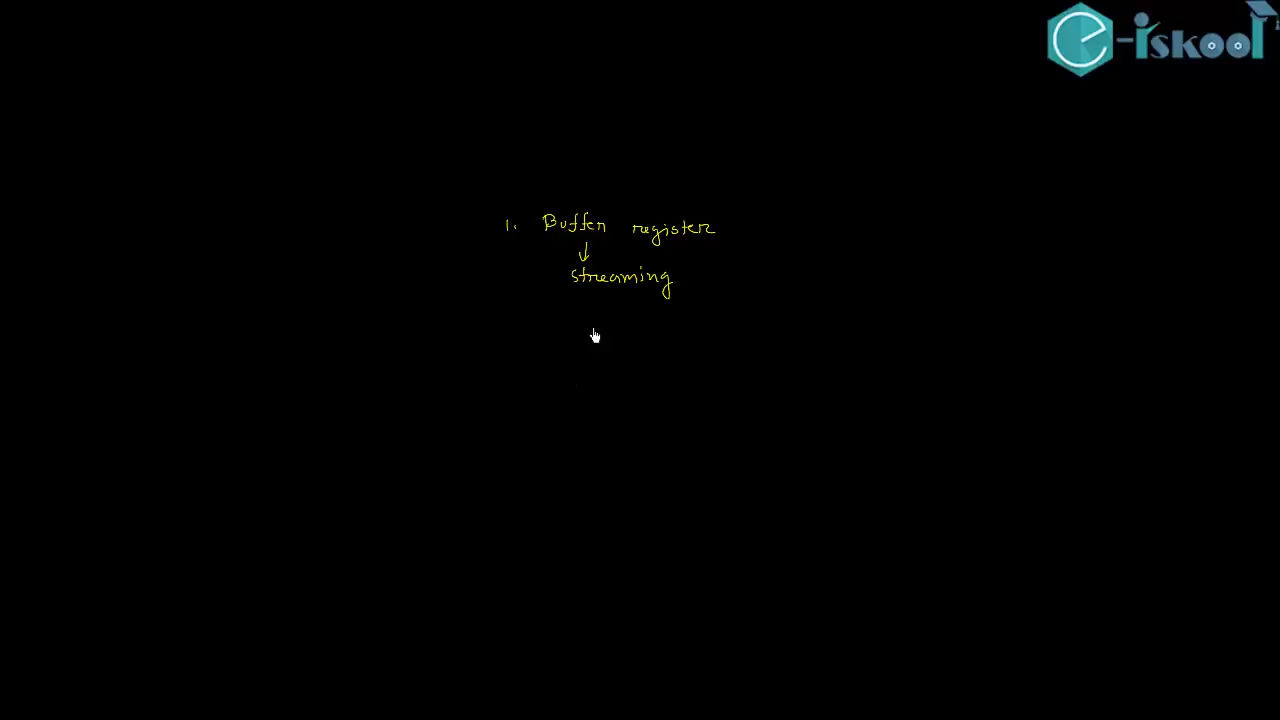 e-iskool
1. Buffer register
↓
streaming